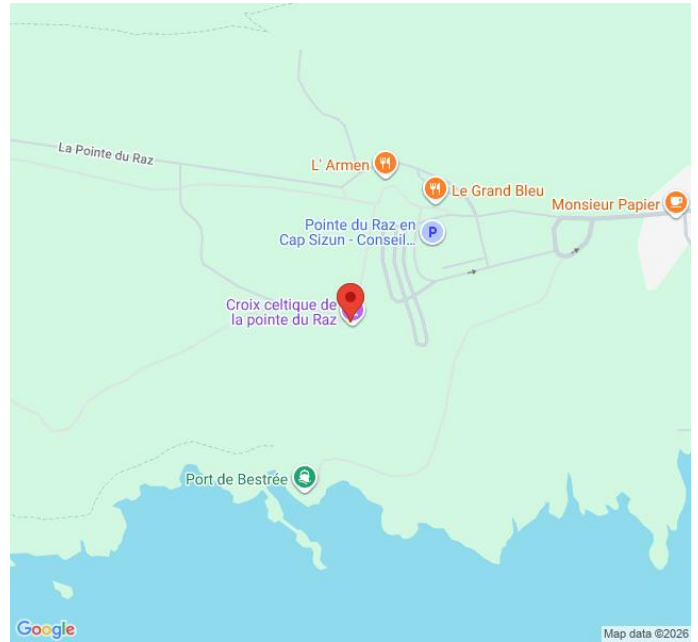 La Pointe du Raz
L' Armen
Le Grand Bleu
Monsieur Papier
Pointe du Raz en
Cap Sizun - Conseil...
P
Croix celtique de
la pointe du Raz
Port de Bestrée
Google
Map data ©2026